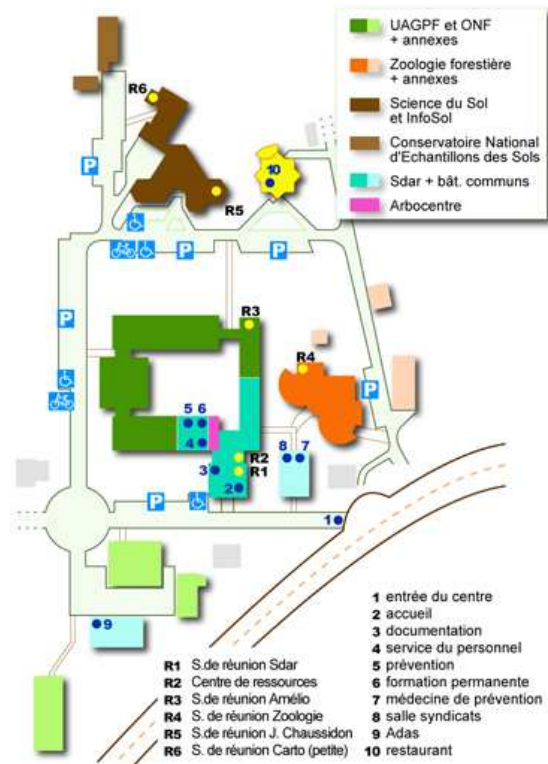 UAGPF et ONF
+ annexes
Zoologie forestière
+ annexes
Science du Sol
et InfoSol
Conservatoire National
d'Echantillons des Sols
Sdar + bât. communs
Arbocentre
R6
P
10
R5
P
P
P
P
R3
R4
P
5 6
4
8 7
R2
3
R1
2
P
1
9
1 entrée du centre
2 accueil
3 documentation
4 service du personnel
5 prévention
6 formation permanente
7 médecine de prévention
8 salle syndicats
9 Adas
10 restaurant
R1 S.de réunion Sdar
R2 Centre de ressources
R3 S.de réunion Amélio
R4 S. de réunion Zoologie
R5 S.de réunion J. Chaussidon
R6 S. de réunion Carto (petite)